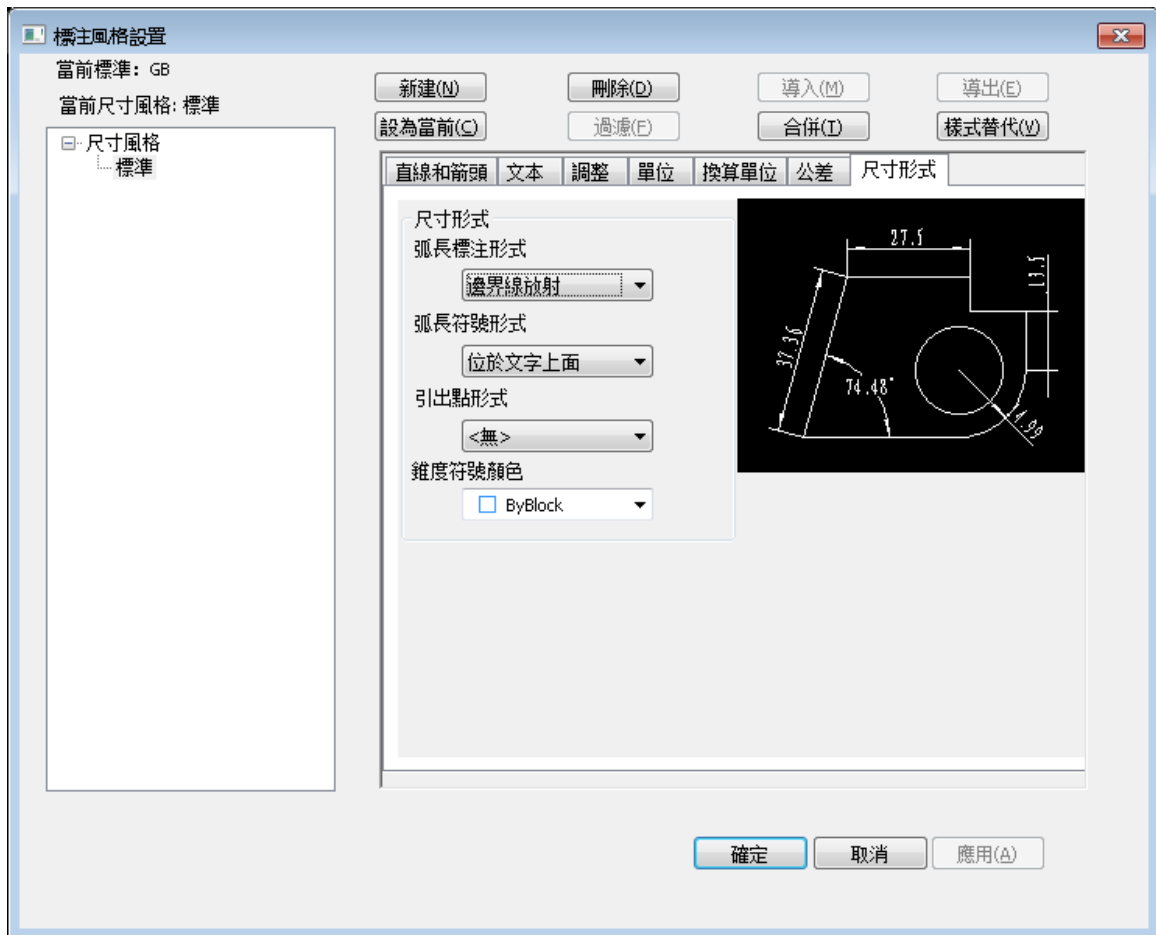 標注風格設置
當前標準: GB
當前尺寸風格: 標準
新建(N) 刪除(D) 導入(M) 導出(E)
設為當前(C) 過慮(F) 合併(I) 樣式替代(V)
尺寸風格
標準
直線和箭頭 文本 調整 單位 換算單位 公差 尺寸形式
尺寸形式
弧長標注形式
邊界線放射
弧長符號形式
位於文字上面
引出點形式
<無>
錐度符號顏色
ByBlock
27.5
13.5
37.36
74.48°
14.99
確定 取消 應用(A)